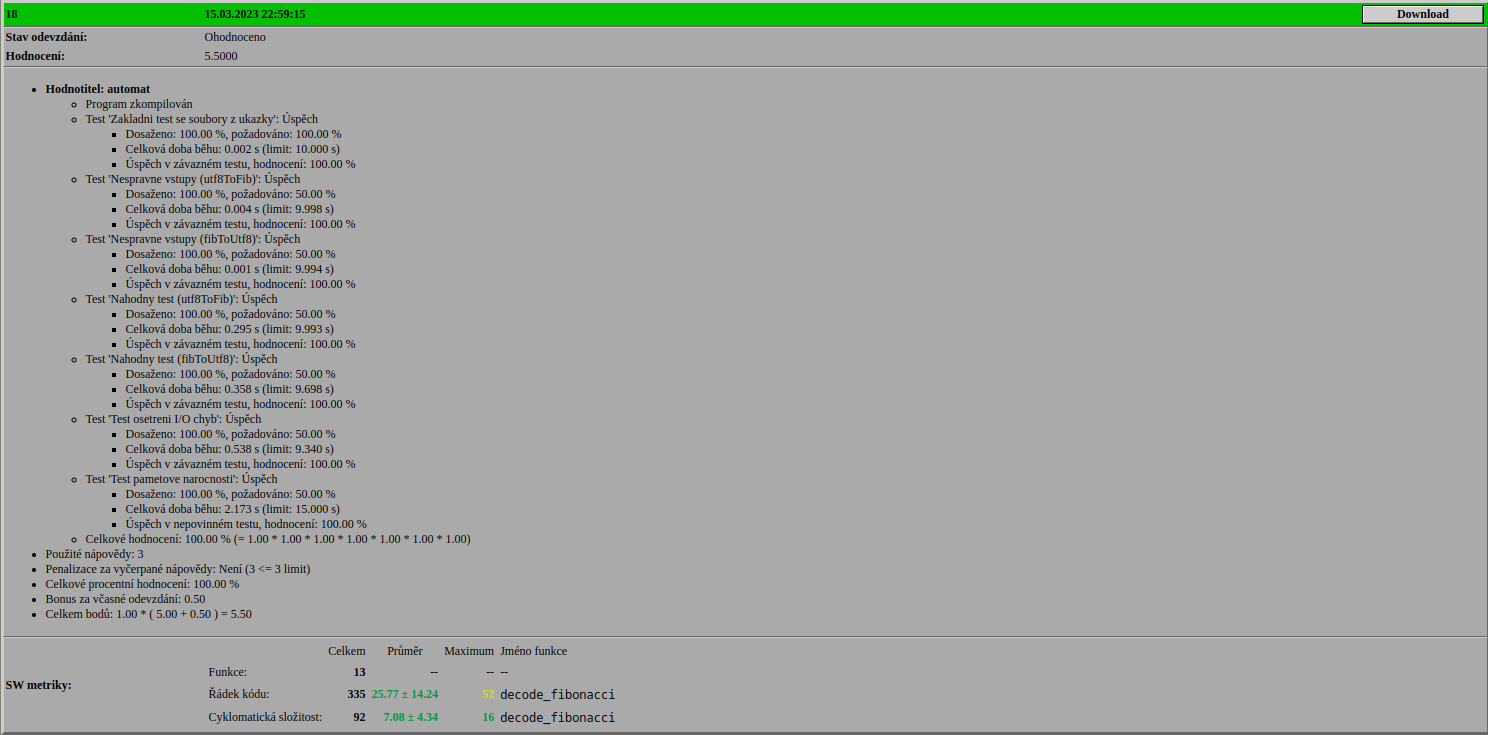 18 15.03.2023 22:59:15 Download
Stav odevzdání: Ohodnoceno
Hodnocení: 5.5000
Hodnotitel: automat
Program zkompilován
Test 'Zakladni test se soubory z ukazky': Úspěch
Dosaženo: 100.00 %, požadováno: 100.00 %
Celková doba běhu: 0.002 s (limit: 10.000 s)
Úspěch v závazném testu, hodnocení: 100.00 %
Test 'Nespravne vstupy (utf8ToFib)': Úspěch
Dosaženo: 100.00 %, požadováno: 50.00 %
Celková doba běhu: 0.004 s (limit: 9.998 s)
Úspěch v závazném testu, hodnocení: 100.00 %
Test 'Nespravne vstupy (fibToUtf8)': Úspěch
Dosaženo: 100.00 %, požadováno: 50.00 %
Celková doba běhu: 0.001 s (limit: 9.994 s)
Úspěch v závazném testu, hodnocení: 100.00 %
Test 'Nahodny test (utf8ToFib)': Úspěch
Dosaženo: 100.00 %, požadováno: 50.00 %
Celková doba běhu: 0.295 s (limit: 9.993 s)
Úspěch v závazném testu, hodnocení: 100.00 %
Test 'Nahodny test (fibToUtf8)': Úspěch
Dosaženo: 100.00 %, požadováno: 50.00 %
Celková doba běhu: 0.358 s (limit: 9.698 s)
Úspěch v závazném testu, hodnocení: 100.00 %
Test 'Test osetreni I/O chyb': Úspěch
Dosaženo: 100.00 %, požadováno: 50.00 %
Celková doba běhu: 0.538 s (limit: 9.340 s)
Úspěch v závazném testu, hodnocení: 100.00 %
Test 'Test pametove narocnosti': Úspěch
Dosaženo: 100.00 %, požadováno: 50.00 %
Celková doba běhu: 2.173 s (limit: 15.000 s)
Úspěch v nepovinném testu, hodnocení: 100.00 %
Celkové hodnocení: 100.00 % (= 1.00 * 1.00 * 1.00 * 1.00 * 1.00 * 1.00 * 1.00)
Použité nápovědy: 3
Penalizace za vyčerpané nápovědy: Není (3 <= 3 limit)
Celkové procentní hodnocení: 100.00 %
Bonus za včasné odevzdání: 0.50
Celkem bodů: 1.00 * ( 5.00 + 0.50 ) = 5.50
Celkem Průměr Maximum Jméno funkce
Funkce: 13 -- -- --
SW metriky:
Řádek kódu: 335 25.77 ± 14.24 52 decode_fibonacci
Cyklomatická složitost: 92 7.08 ± 4.34 16 decode_fibonacci